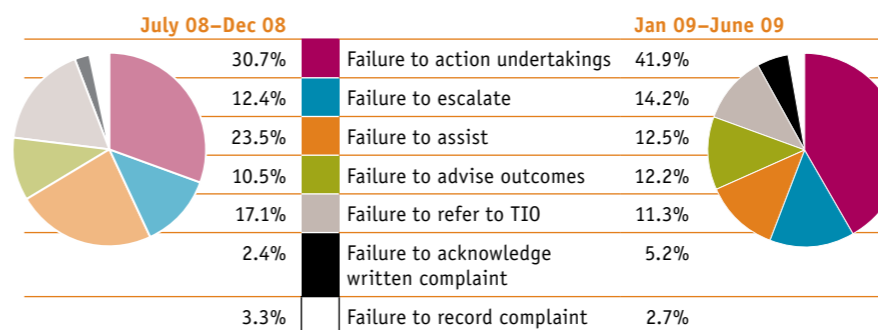 July 08–Dec 08 Jan 09–June 09
30.7% Failure to action undertakings 41.9%
12.4% Failure to escalate 14.2%
23.5% Failure to assist 12.5%
10.5% Failure to advise outcomes 12.2%
17.1% Failure to refer to TIO 11.3%
2.4% Failure to acknowledge 5.2%
written complaint
3.3% Failure to record complaint 2.7%